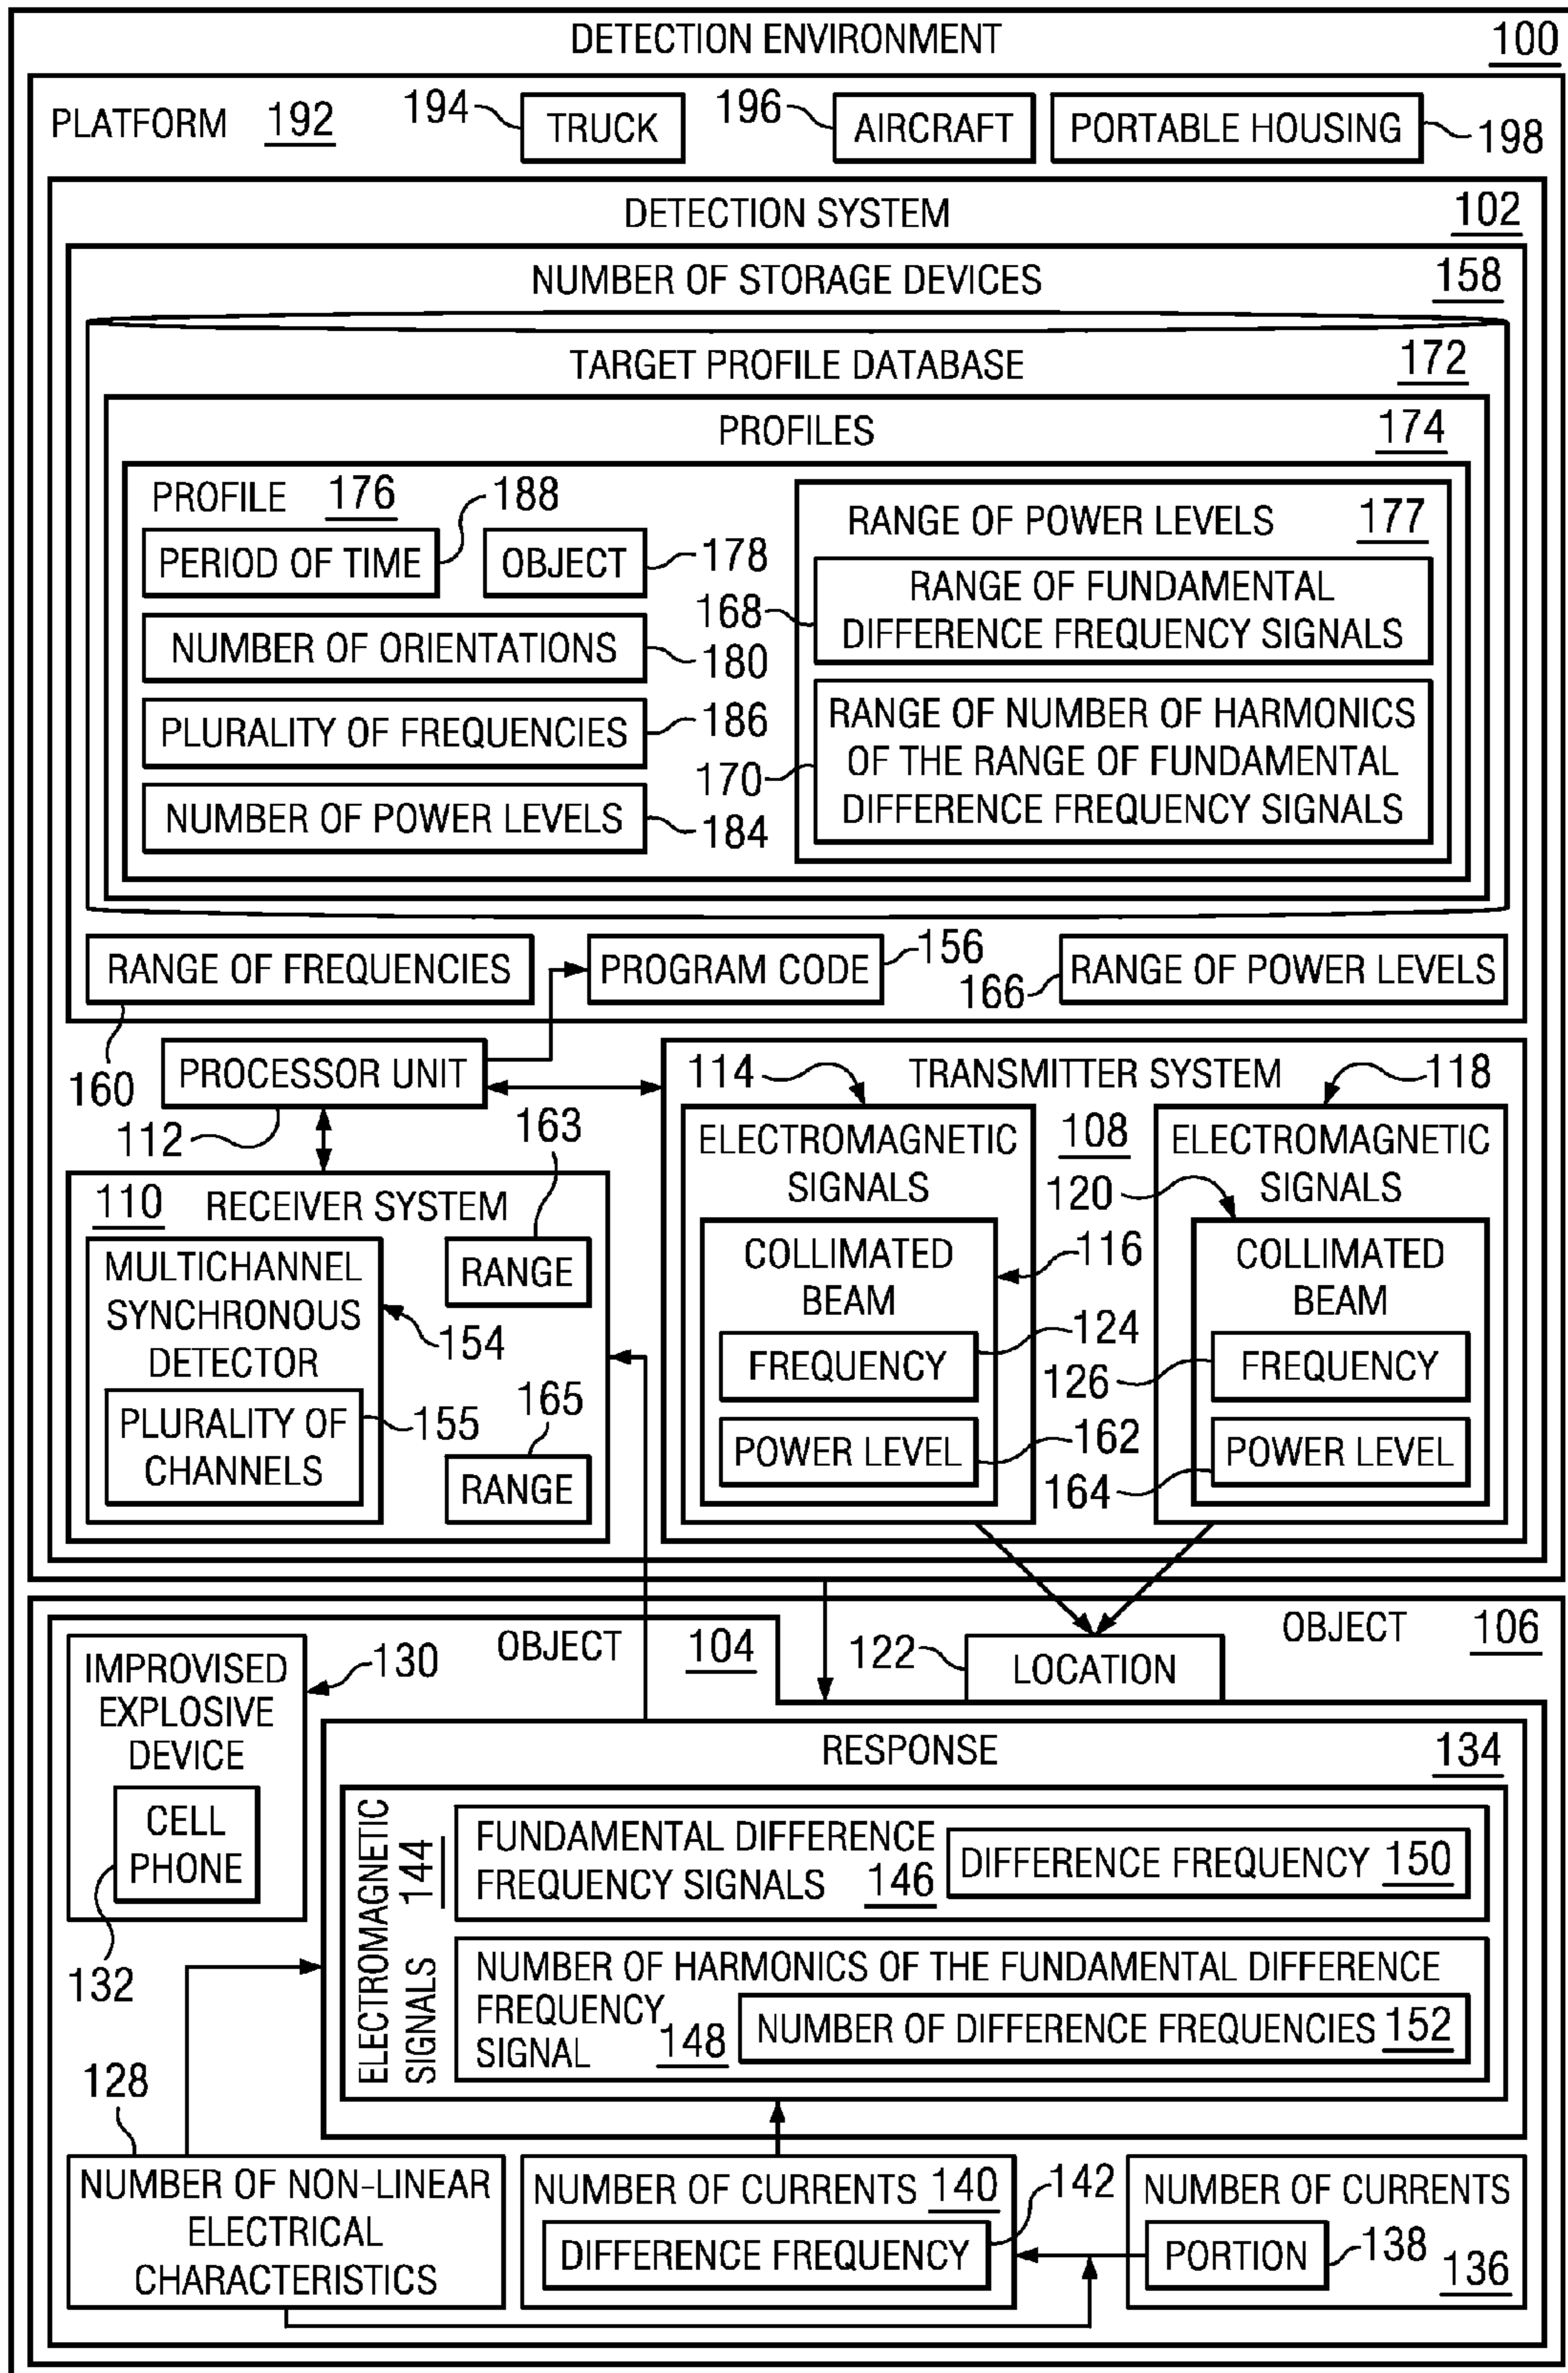 DETECTION ENVIRONMENT 100
PLATFORM 192
194 TRUCK
196 AIRCRAFT
PORTABLE HOUSING 198
DETECTION SYSTEM 102
NUMBER OF STORAGE DEVICES 158
TARGET PROFILE DATABASE 172
PROFILES 174
PROFILE 176
188
PERIOD OF TIME
OBJECT 178
NUMBER OF ORIENTATIONS 180
PLURALITY OF FREQUENCIES 186
NUMBER OF POWER LEVELS 184
RANGE OF POWER LEVELS 177
168
RANGE OF FUNDAMENTAL
DIFFERENCE FREQUENCY SIGNALS
170
RANGE OF NUMBER OF HARMONICS
OF THE RANGE OF FUNDAMENTAL
DIFFERENCE FREQUENCY SIGNALS
RANGE OF FREQUENCIES
160
PROGRAM CODE 156
166 RANGE OF POWER LEVELS
PROCESSOR UNIT
112
163
110 RECEIVER SYSTEM
MULTICHANNEL
SYNCHRONOUS
DETECTOR
154
PLURALITY OF
CHANNELS
155
RANGE
165
RANGE
114 TRANSMITTER SYSTEM 118
108
ELECTROMAGNETIC
SIGNALS
COLLIMATED
BEAM
116
FREQUENCY 124
POWER LEVEL 162
ELECTROMAGNETIC
SIGNALS
120
COLLIMATED
BEAM
126 FREQUENCY
POWER LEVEL
164
OBJECT 106
OBJECT 104
122 LOCATION
IMPROVISED
EXPLOSIVE
DEVICE
130
CELL
PHONE
132
RESPONSE 134
ELECTROMAGNETIC
SIGNALS 144
FUNDAMENTAL DIFFERENCE
FREQUENCY SIGNALS 146
DIFFERENCE FREQUENCY 150
NUMBER OF HARMONICS OF THE FUNDAMENTAL DIFFERENCE
FREQUENCY
SIGNAL 148
NUMBER OF DIFFERENCE FREQUENCIES 152
128
NUMBER OF NON-LINEAR
ELECTRICAL
CHARACTERISTICS
NUMBER OF CURRENTS 140
142
DIFFERENCE FREQUENCY
NUMBER OF CURRENTS
PORTION 138
136